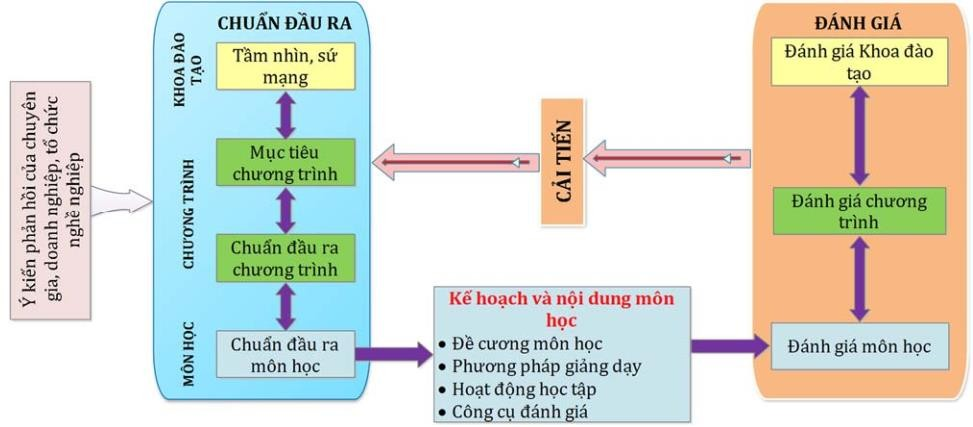 Ý kiến phản hồi của chuyên
gia, doanh nghiệp, tổ chức
nghề nghiệp
CHUẨN ĐẦU RA
KHOA ĐÀO
TẠO
Tầm nhìn, sứ
mạng
CHƯƠNG TRÌNH
Mục tiêu
chương trình
Chuẩn đầu ra
chương trình
MÔN HỌC
Chuẩn đầu ra
môn học
Kế hoạch và nội dung môn
học
• Đề cương môn học
• Phương pháp giảng dạy
• Hoạt động học tập
• Công cụ đánh giá
CẢI TIẾN
ĐÁNH GIÁ
Đánh giá Khoa đào
tạo
Đánh giá chương
trình
Đánh giá môn học